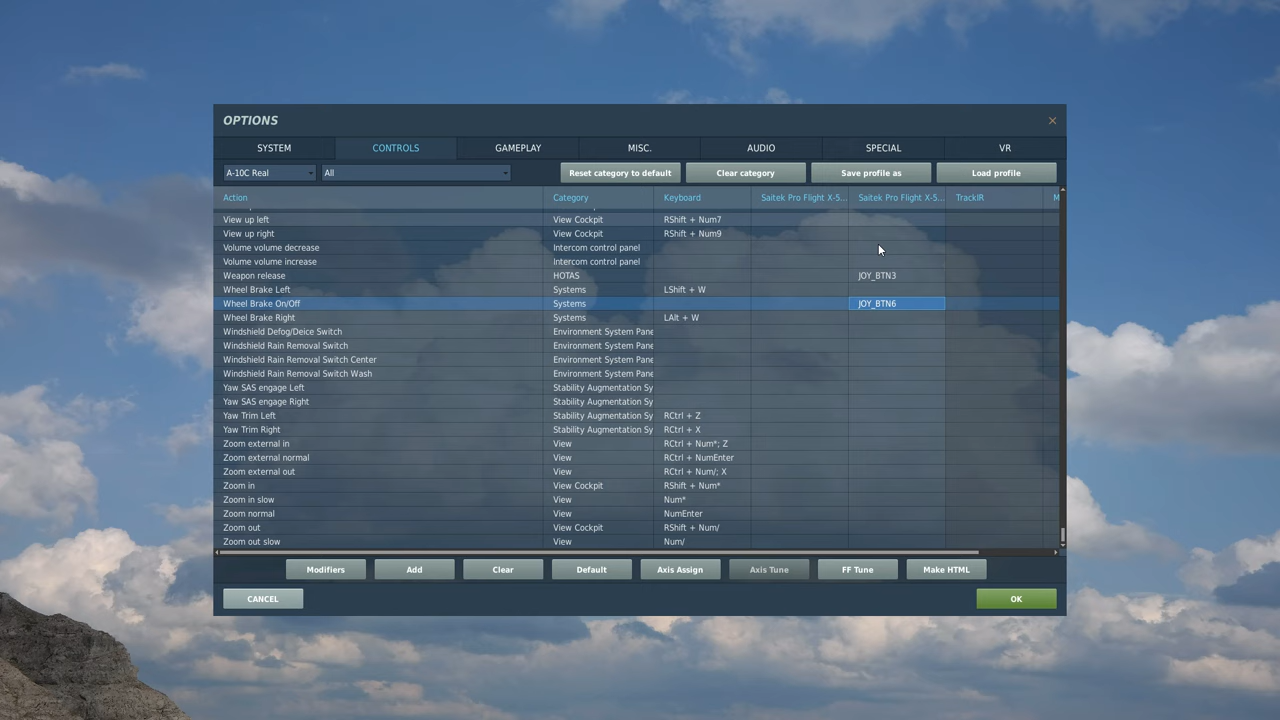 OPTIONS
SYSTEM CONTROLS GAMEPLAY MISC. AUDIO SPECIAL VR
A-10C Real All Reset category to default Clear category Save profile as Load profile
Action Category Keyboard Saitek Pro Flight X-5... Saitek Pro Flight X-5... TrackIR M
View up left View Cockpit RShift + Num7
View up right View Cockpit RShift + Num9
Volume volume decrease Intercom control panel
Volume volume increase Intercom control panel
Weapon release HOTAS JOY_BTN3
Wheel Brake Left Systems LShift + W
Wheel Brake On/Off Systems JOY_BTN6
Wheel Brake Right Systems LAlt + W
Windshield Defog/Deice Switch Environment System Pane
Windshield Rain Removal Switch Environment System Pane
Windshield Rain Removal Switch Center Environment System Pane
Windshield Rain Removal Switch Wash Environment System Pane
Yaw SAS engage Left Stability Augmentation Sy
Yaw SAS engage Right Stability Augmentation Sy
Yaw Trim Left Stability Augmentation Sy RCtrl + Z
Yaw Trim Right Stability Augmentation Sy RCtrl + X
Zoom external in View RCtrl + Num*; Z
Zoom external normal View RCtrl + NumEnter
Zoom external out View RCtrl + Num/; X
Zoom in View Cockpit RShift + Num*
Zoom in slow View Num*
Zoom normal View NumEnter
Zoom out View Cockpit RShift + Num/
Zoom out slow View Num/
Modifiers Add Clear Default Axis Assign Axis Tune FF Tune Make HTML
CANCEL OK